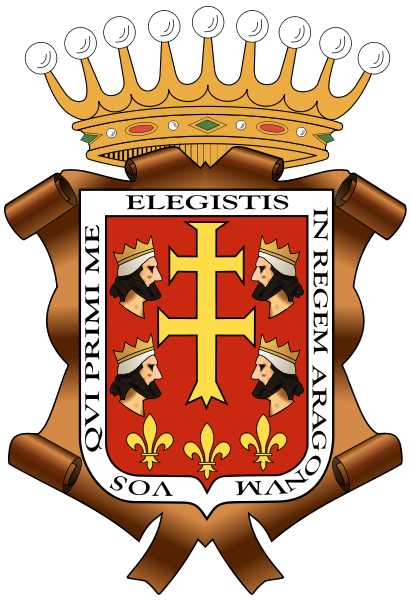 VOS
QVI PRIMI ME
ELEGISTIS
IN REGEM ARAGONVM